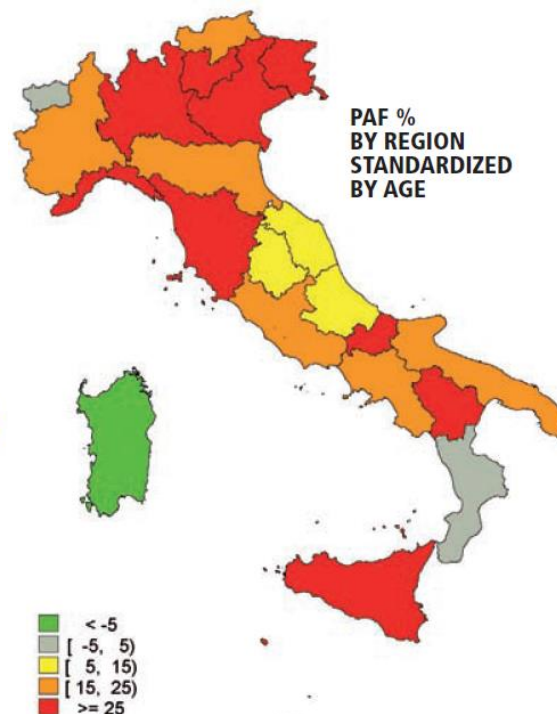 PAF %
BY REGION
STANDARDIZED
BY AGE
< -5
[ -5, 5)
[ 5, 15)
[ 15, 25)
>= 25